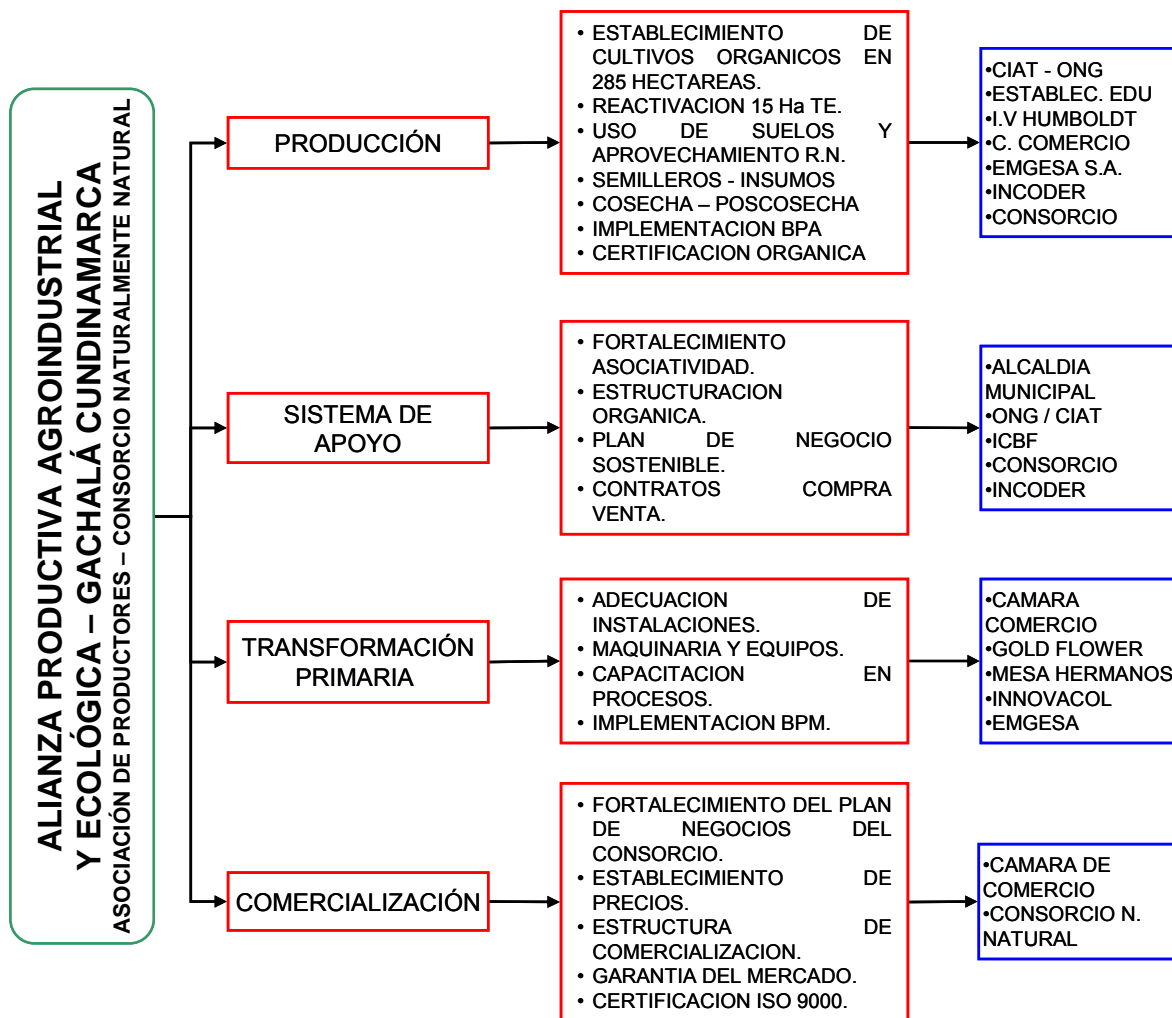 ALIANZA PRODUCTIVA AGROINDUSTRIAL
Y ECOLÓGICA – GACHALÁ CUNDINAMARCA
ASOCIACIÓN DE PRODUCTORES – CONSORCIO NATURALMENTE NATURAL
PRODUCCIÓN
• ESTABLECIMIENTO DE
CULTIVOS ORGANICOS EN
285 HECTAREAS.
• REACTIVACION 15 Ha TE.
• USO DE SUELOS Y
APROVECHAMIENTO R.N.
• SEMILLEROS - INSUMOS
• COSECHA – POSCOSECHA
• IMPLEMENTACION BPA
• CERTIFICACION ORGANICA
•CIAT - ONG
•ESTABLEC. EDU
•I.V HUMBOLDT
•C. COMERCIO
•EMGESA S.A.
•INCODER
•CONSORCIO
SISTEMA DE
APOYO
• FORTALECIMIENTO
ASOCIATIVIDAD.
• ESTRUCTURACION
ORGANICA.
• PLAN DE NEGOCIO
SOSTENIBLE.
• CONTRATOS COMPRA
VENTA.
•ALCALDIA
MUNICIPAL
•ONG / CIAT
•ICBF
•CONSORCIO
•INCODER
TRANSFORMACIÓN
PRIMARIA
• ADECUACION DE
INSTALACIONES.
• MAQUINARIA Y EQUIPOS.
• CAPACITACION EN
PROCESOS.
• IMPLEMENTACION BPM.
•CAMARA
COMERCIO
•GOLD FLOWER
•MESA HERMANOS
•INNOVACOL
•EMGESA
COMERCIALIZACIÓN
• FORTALECIMIENTO DEL PLAN
DE NEGOCIOS DEL
CONSORCIO.
• ESTABLECIMIENTO DE
PRECIOS.
• ESTRUCTURA DE
COMERCIALIZACION.
• GARANTIA DEL MERCADO.
• CERTIFICACION ISO 9000.
•CAMARA DE
COMERCIO
•CONSORCIO N.
NATURAL